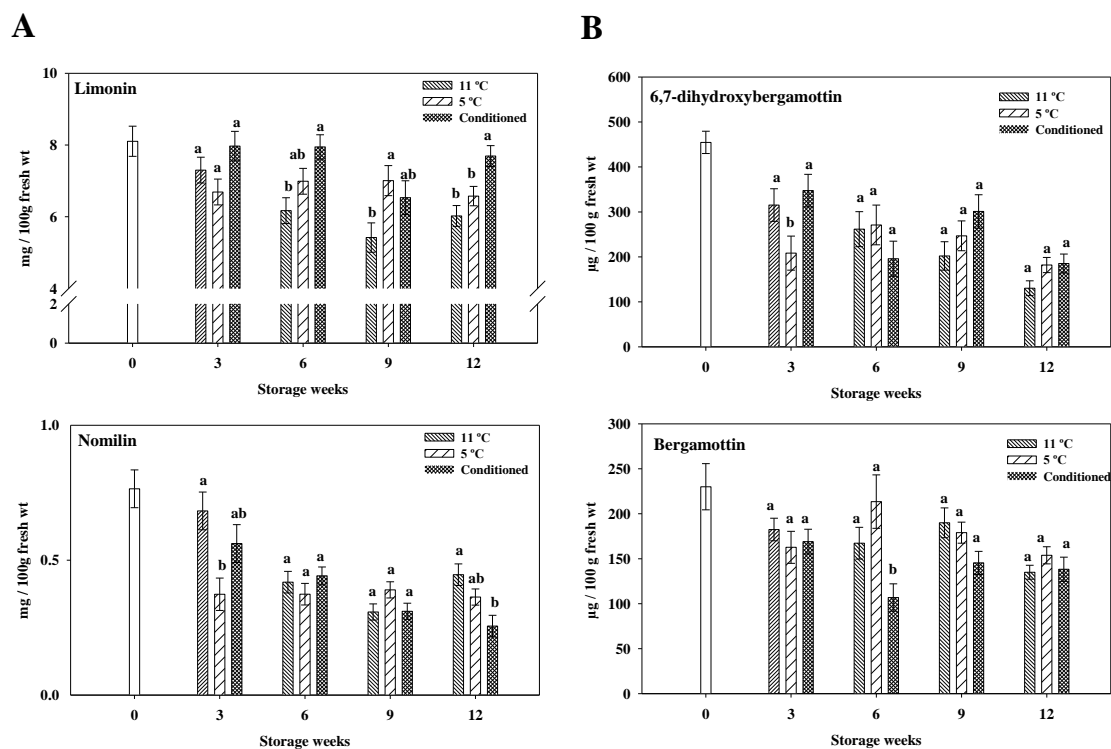 A
B
Limonin
11 ºC
5 ºC
Conditioned
10
8
6
4
2
0
mg / 100g fresh wt
a a a
b ab a
b a ab
b b a
0 3 6 9 12
Storage weeks
6,7-dihydroxybergamottin
11 ºC
5 ºC
Conditioned
600
500
400
300
200
100
0
µg / 100 g fresh wt
a b a
a a a
a a a
a a a
0 3 6 9 12
Storage weeks
Nomilin
11 ºC
5 ºC
Conditioned
1.0
0.5
0.0
mg / 100g fresh wt
a b ab
a a a
a a a
a ab b
0 3 6 9 12
Storage weeks
Bergamottin
11 ºC
5 ºC
Conditioned
300
250
200
150
100
50
0
µg / 100 g fresh wt
a a a
a a b
a a a
a a a
0 3 6 9 12
Storage weeks